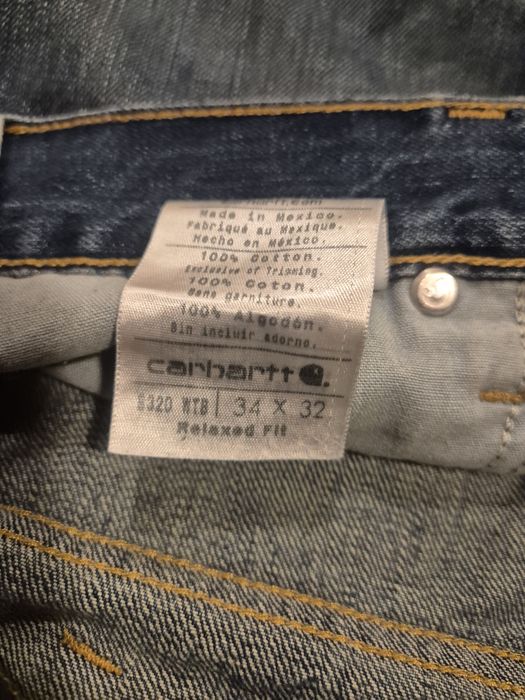 Made in Mexico.
Fabriqué au Mexique.
Hecho en México.
100% Cotton.
Exclusive of Trimming.
100% Coton.
Sans garniture.
100% Algodón.
Sin incluir adorno.
carhartt
320 WTB 34 X 32
Relaxed Fit